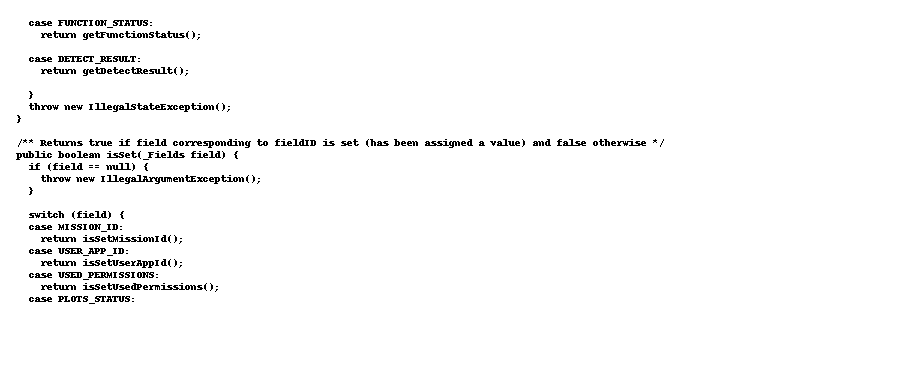 case FUNCTION_STATUS:
return getFunctionStatus();
case DETECT_RESULT:
return getDetectResult();
}
throw new IllegalStateException();
}
/** Returns true if field corresponding to fieldID is set (has been assigned a value) and false otherwise */
public boolean isSet(_Fields field) {
if (field == null) {
throw new IllegalArgumentException();
}
switch (field) {
case MISSION_ID:
return isSetMissionId();
case USER_APP_ID:
return isSetUserAppId();
case USED_PERMISSIONS:
return isSetUsedPermissions();
case PLOTS_STATUS: